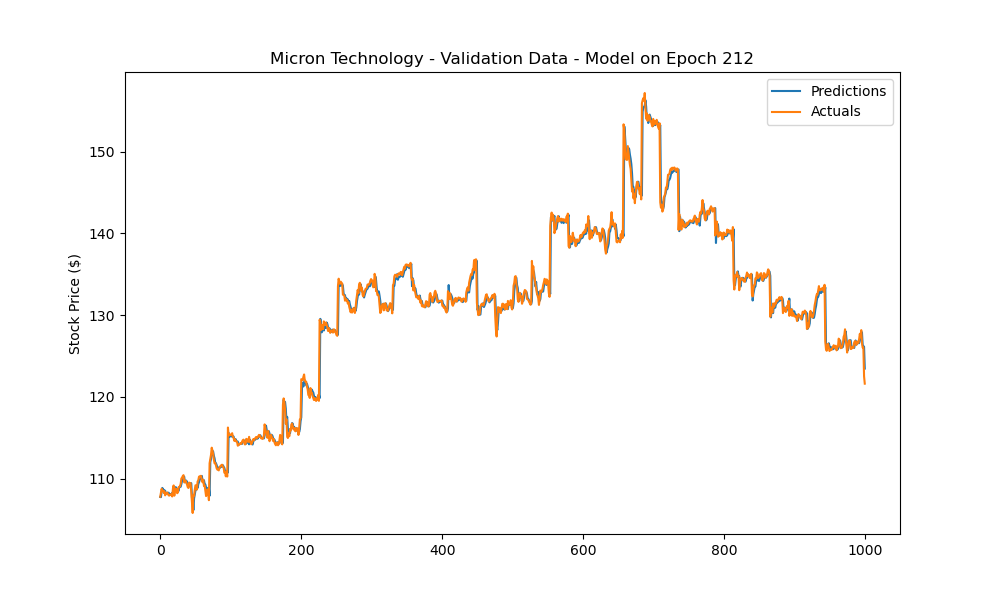 Micron Technology - Validation Data - Model on Epoch 212
Predictions
Actuals
Stock Price ($)
150
140
130
120
110
0 200 400 600 800 1000